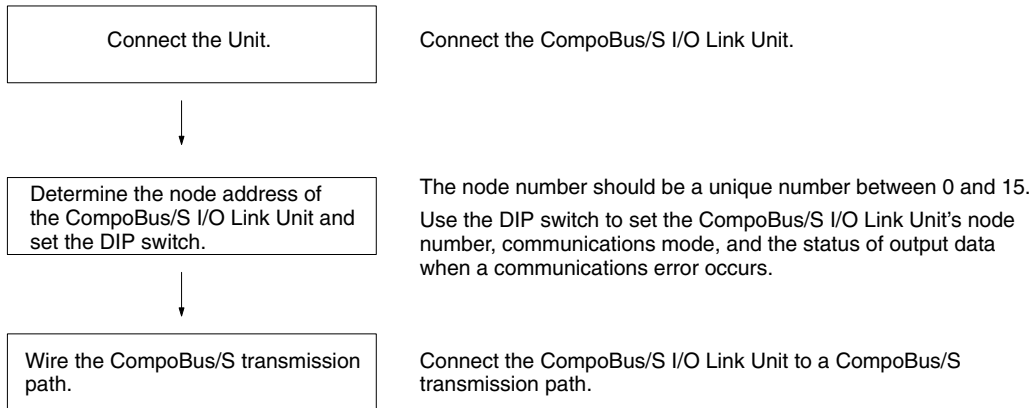 Connect the Unit.
Connect the CompoBus/S I/O Link Unit.
Determine the node address of
the CompoBus/S I/O Link Unit and
set the DIP switch.
The node number should be a unique number between 0 and 15.
Use the DIP switch to set the CompoBus/S I/O Link Unit's node
number, communications mode, and the status of output data
when a communications error occurs.
Wire the CompoBus/S transmission
path.
Connect the CompoBus/S I/O Link Unit to a CompoBus/S
transmission path.